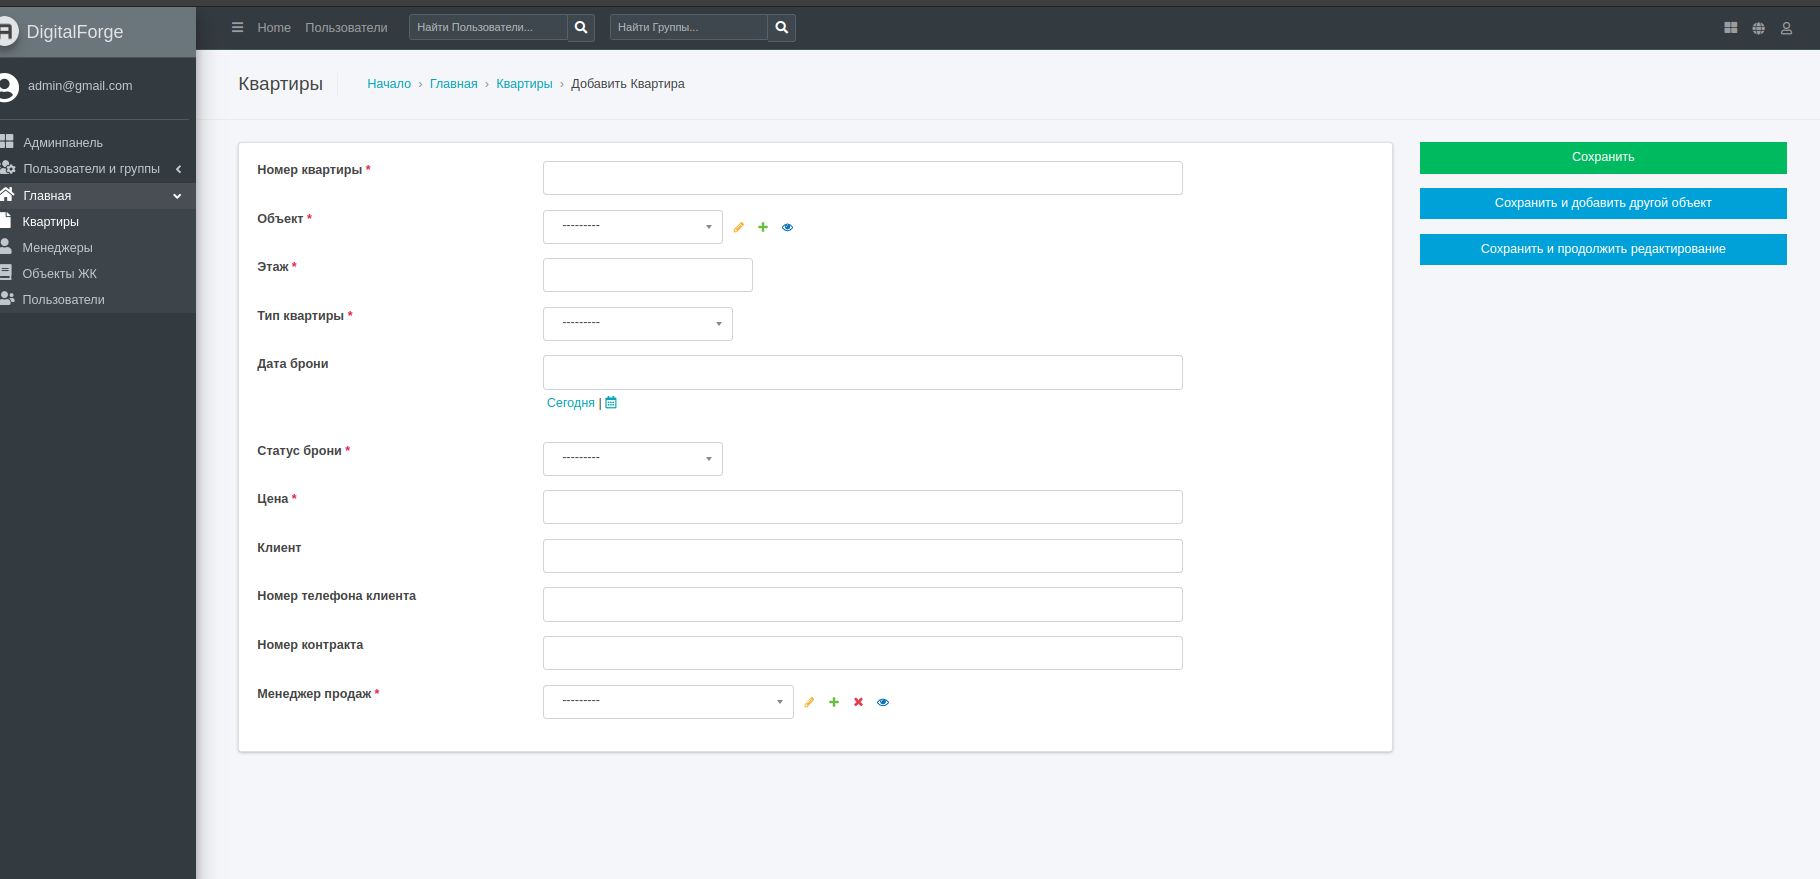 DigitalForge
Home Пользователи Найти Пользователи... Найти Группы...
admin@gmail.com
Админпанель
Пользователи и группы
Главная
Квартиры
Менеджеры
Объекты ЖК
Пользователи
Квартиры
Начало › Главная › Квартиры › Добавить Квартира
Номер квартиры *
Объект * ---------
Этаж *
Тип квартиры * ---------
Дата брони
Сегодня |
Статус брони * ---------
Цена *
Клиент
Номер телефона клиента
Номер контракта
Менеджер продаж * ---------
Сохранить
Сохранить и добавить другой объект
Сохранить и продолжить редактирование